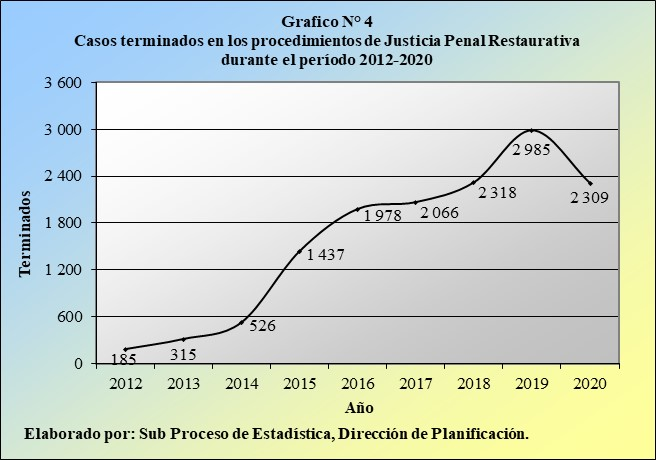 Grafico N° 4
Casos terminados en los procedimientos de Justicia Penal Restaurativa
durante el período 2012-2020
3 600
3 000
2 400
1 800
1 200
600
0
Terminados
185
315
526
1 437
1 978
2 066
2 318
2 985
2 309
2012 2013 2014 2015 2016 2017 2018 2019 2020
Año
Elaborado por: Sub Proceso de Estadística, Dirección de Planificación.